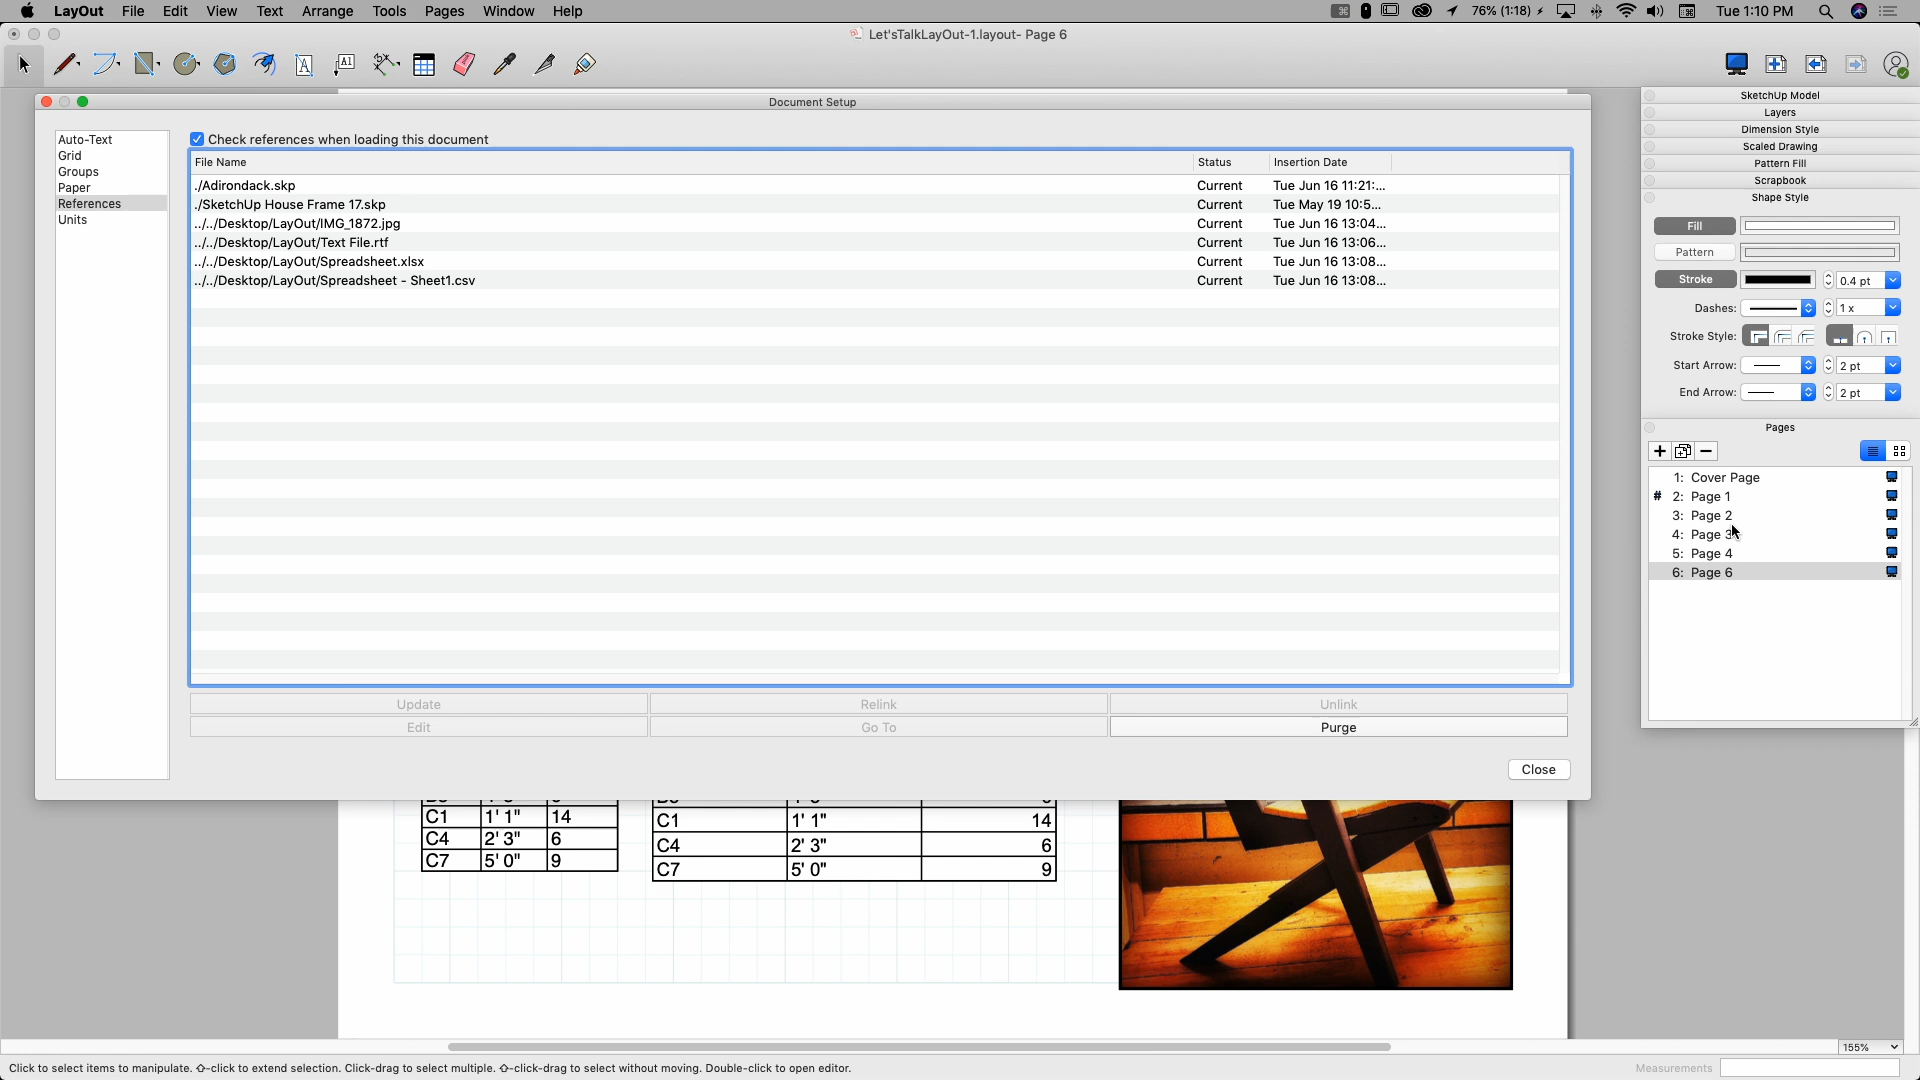 LayOut File Edit View Text Arrange Tools Pages Window Help 76% (1:18) Tue 1:10 PM
Let'sTalkLayOut-1.layout- Page 6
A A1
Document Setup
Auto-Text
Grid
Groups
Paper
References
Units
Check references when loading this document
File Name Status Insertion Date
./Adirondack.skp Current Tue Jun 16 11:21:...
./SketchUp House Frame 17.skp Current Tue May 19 10:5...
../../Desktop/LayOut/IMG_1872.jpg Current Tue Jun 16 13:04...
../../Desktop/LayOut/Text File.rtf Current Tue Jun 16 13:06...
../../Desktop/LayOut/Spreadsheet.xlsx Current Tue Jun 16 13:08...
../../Desktop/LayOut/Spreadsheet - Sheet1.csv Current Tue Jun 16 13:08...
Update Relink Unlink
Edit Go To Purge
Close
SketchUp Model
Layers
Dimension Style
Scaled Drawing
Pattern Fill
Scrapbook
Shape Style
Fill
Pattern
Stroke 0.4 pt
Dashes: 1 x
Stroke Style:
Start Arrow: 2 pt
End Arrow: 2 pt
Pages
1: Cover Page
# 2: Page 1
3: Page 2
4: Page 3
5: Page 4
6: Page 6
C1 1' 1" 14
C4 2' 3" 6
C7 5' 0" 9
C1 1' 1" 14
C4 2' 3" 6
C7 5' 0" 9
155%
Click to select items to manipulate. ⇧-click to extend selection. Click-drag to select multiple. ⇧-click-drag to select without moving. Double-click to open editor.
Measurements